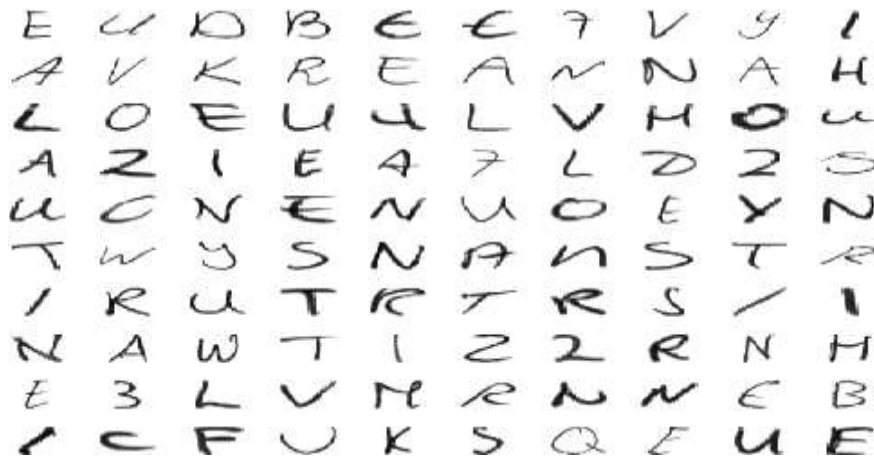 E U D B E E 7 V Y I
A V K R E A N N A H
L O E U U L V H O U
A Z I E A 7 L D 2 S
U C N E N U O E Y N
T W Y S N A N S T R
I R U T R T R S I I
N A W T I Z 2 R N H
E 3 L V M R N N E B
I C F U K S Q E U E